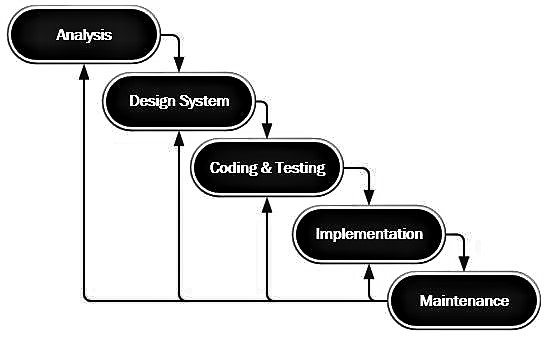 Analysis
Design System
Coding & Testing
Implementation
Maintenance